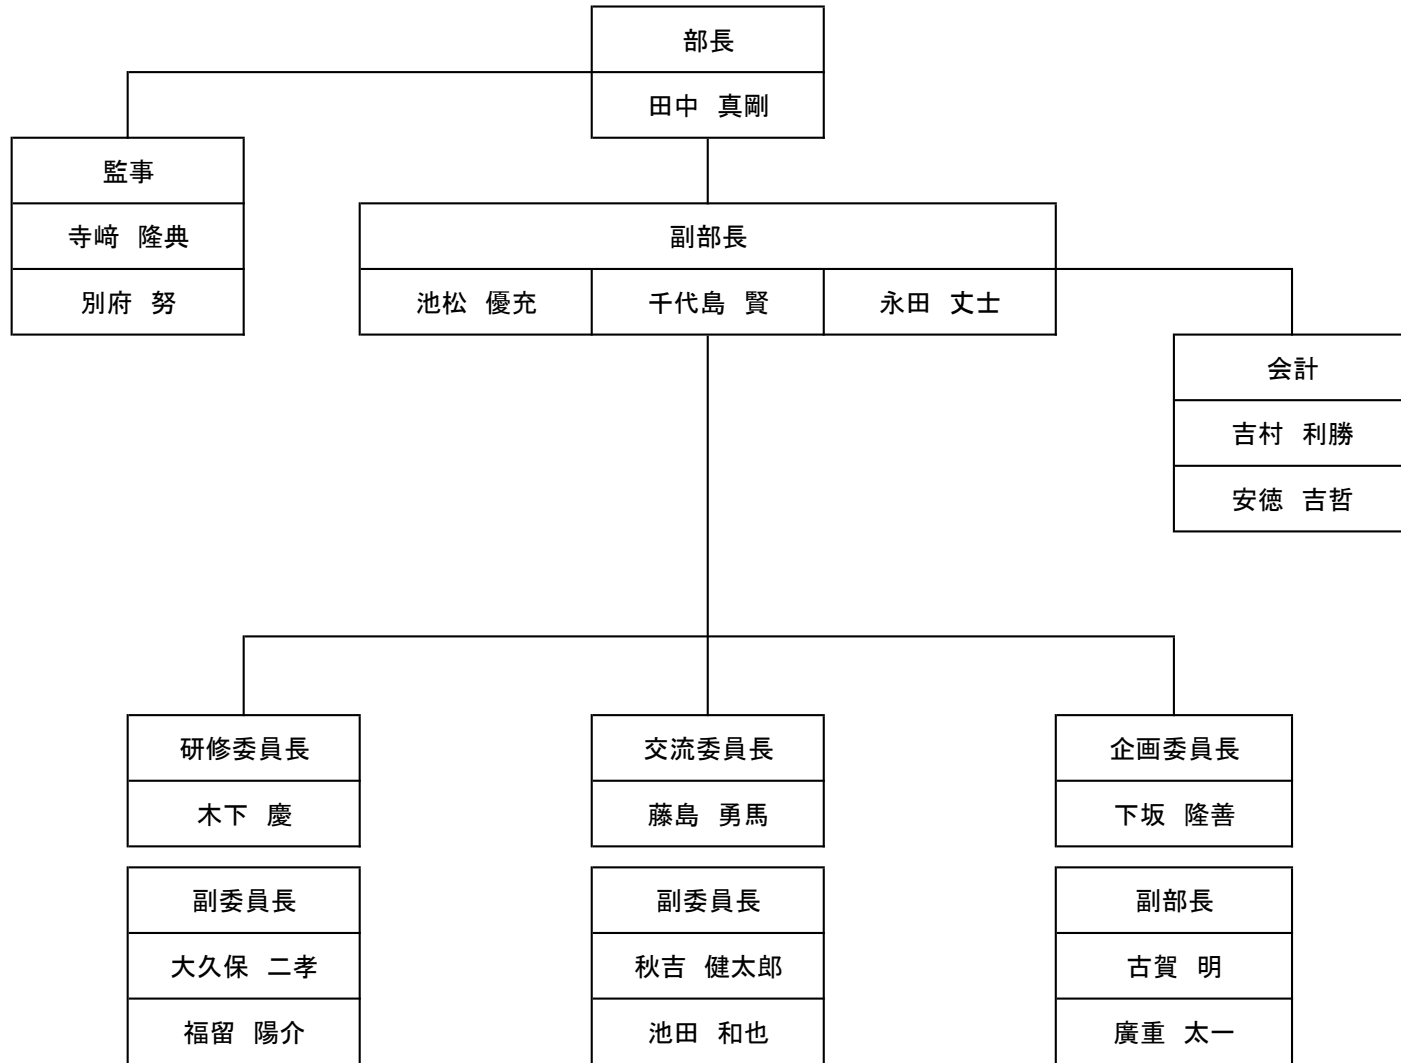 部長
田中 真剛
監事
寺﨑 隆典
別府 努
副部長
池松 優充
千代島 賢
永田 丈士
会計
吉村 利勝
安徳 吉哲
研修委員長
木下 慶
交流委員長
藤島 勇馬
企画委員長
下坂 隆善
副委員長
大久保 二孝
福留 陽介
副委員長
秋吉 健太郎
池田 和也
副部長
古賀 明
廣重 太一